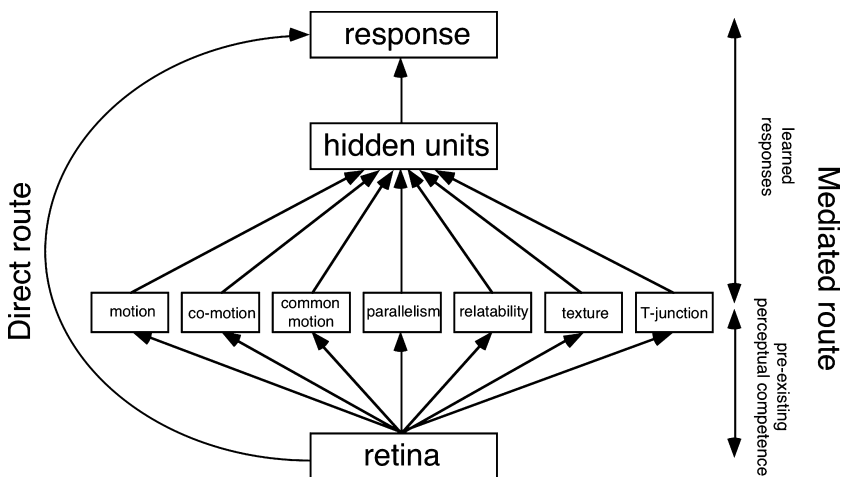 response
hidden units
motion
co-motion
common
motion
parallelism
relatability
texture
T-junction
retina
Direct route
learned
responses
pre-existing
perceptual competence
Mediated route